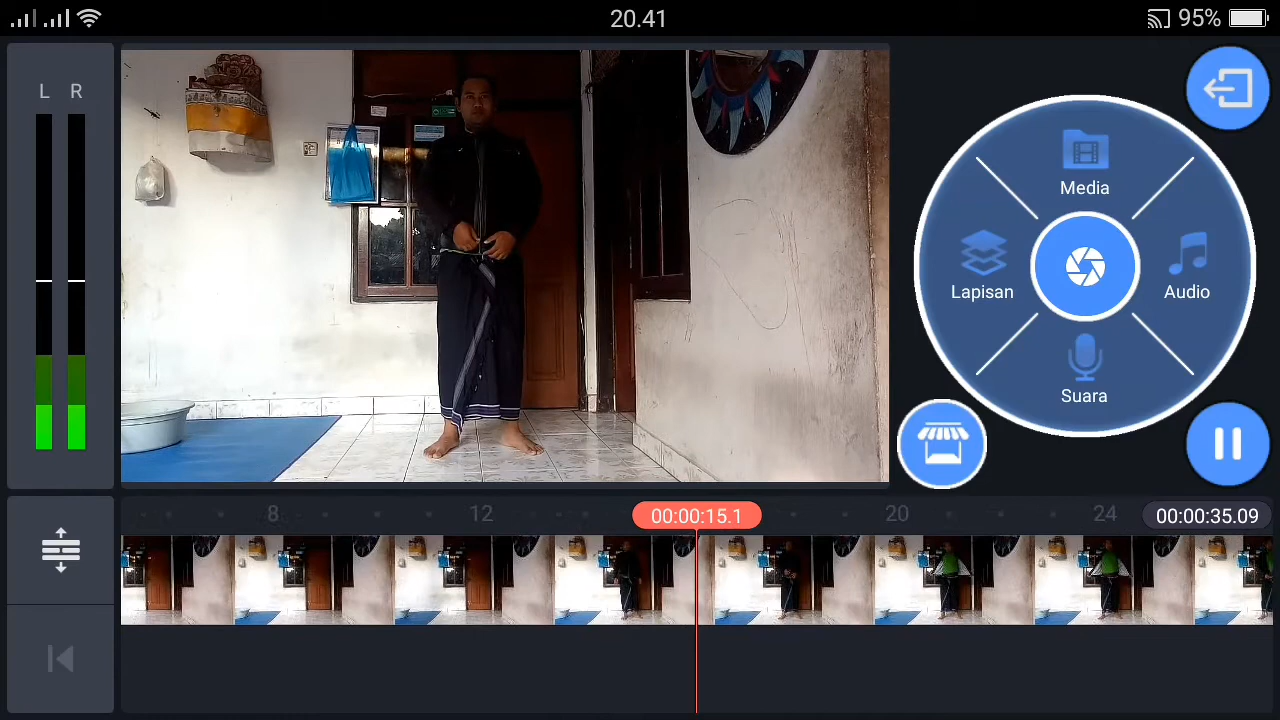 20.41
95%
L R
Media
Lapisan
Audio
Suara
8
12
00:00:15.1
20
24
00:00:35.09